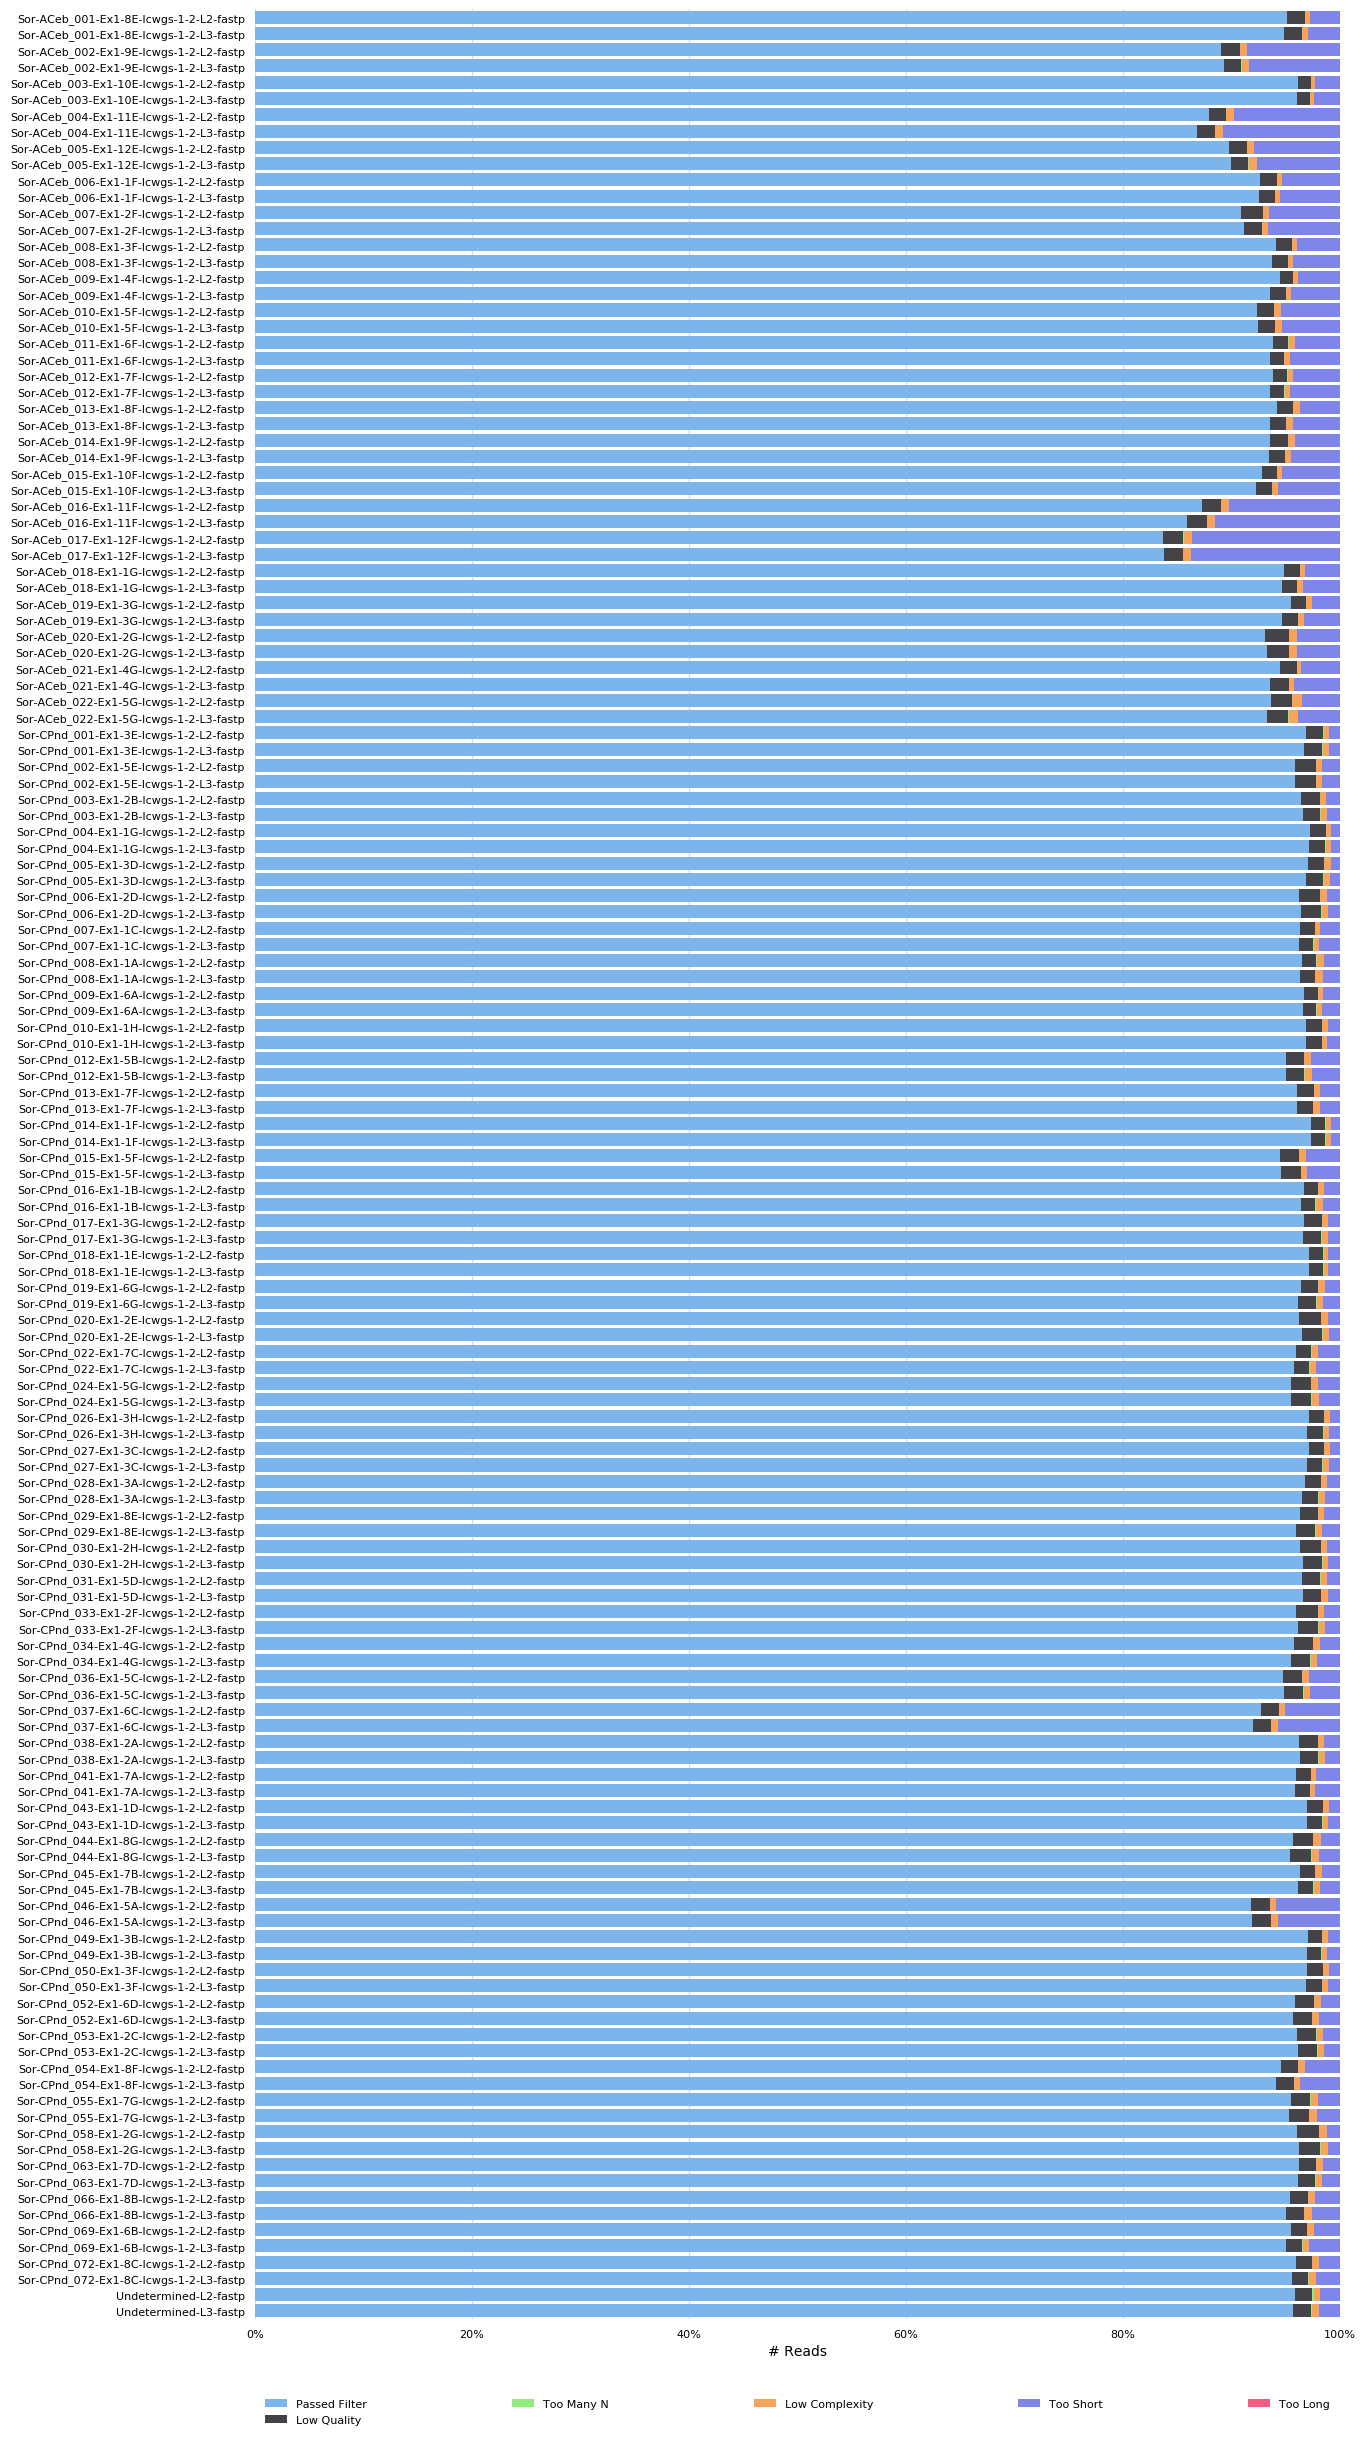 Sor-ACeb_001-Ex1-8E-lcwgs-1-2-L2-fastp
Sor-ACeb_001-Ex1-8E-lcwgs-1-2-L3-fastp
Sor-ACeb_002-Ex1-9E-lcwgs-1-2-L2-fastp
Sor-ACeb_002-Ex1-9E-lcwgs-1-2-L3-fastp
Sor-ACeb_003-Ex1-10E-lcwgs-1-2-L2-fastp
Sor-ACeb_003-Ex1-10E-lcwgs-1-2-L3-fastp
Sor-ACeb_004-Ex1-11E-lcwgs-1-2-L2-fastp
Sor-ACeb_004-Ex1-11E-lcwgs-1-2-L3-fastp
Sor-ACeb_005-Ex1-12E-lcwgs-1-2-L2-fastp
Sor-ACeb_005-Ex1-12E-lcwgs-1-2-L3-fastp
Sor-ACeb_006-Ex1-1F-lcwgs-1-2-L2-fastp
Sor-ACeb_006-Ex1-1F-lcwgs-1-2-L3-fastp
Sor-ACeb_007-Ex1-2F-lcwgs-1-2-L2-fastp
Sor-ACeb_007-Ex1-2F-lcwgs-1-2-L3-fastp
Sor-ACeb_008-Ex1-3F-lcwgs-1-2-L2-fastp
Sor-ACeb_008-Ex1-3F-lcwgs-1-2-L3-fastp
Sor-ACeb_009-Ex1-4F-lcwgs-1-2-L2-fastp
Sor-ACeb_009-Ex1-4F-lcwgs-1-2-L3-fastp
Sor-ACeb_010-Ex1-5F-lcwgs-1-2-L2-fastp
Sor-ACeb_010-Ex1-5F-lcwgs-1-2-L3-fastp
Sor-ACeb_011-Ex1-6F-lcwgs-1-2-L2-fastp
Sor-ACeb_011-Ex1-6F-lcwgs-1-2-L3-fastp
Sor-ACeb_012-Ex1-7F-lcwgs-1-2-L2-fastp
Sor-ACeb_012-Ex1-7F-lcwgs-1-2-L3-fastp
Sor-ACeb_013-Ex1-8F-lcwgs-1-2-L2-fastp
Sor-ACeb_013-Ex1-8F-lcwgs-1-2-L3-fastp
Sor-ACeb_014-Ex1-9F-lcwgs-1-2-L2-fastp
Sor-ACeb_014-Ex1-9F-lcwgs-1-2-L3-fastp
Sor-ACeb_015-Ex1-10F-lcwgs-1-2-L2-fastp
Sor-ACeb_015-Ex1-10F-lcwgs-1-2-L3-fastp
Sor-ACeb_016-Ex1-11F-lcwgs-1-2-L2-fastp
Sor-ACeb_016-Ex1-11F-lcwgs-1-2-L3-fastp
Sor-ACeb_017-Ex1-12F-lcwgs-1-2-L2-fastp
Sor-ACeb_017-Ex1-12F-lcwgs-1-2-L3-fastp
Sor-ACeb_018-Ex1-1G-lcwgs-1-2-L2-fastp
Sor-ACeb_018-Ex1-1G-lcwgs-1-2-L3-fastp
Sor-ACeb_019-Ex1-3G-lcwgs-1-2-L2-fastp
Sor-ACeb_019-Ex1-3G-lcwgs-1-2-L3-fastp
Sor-ACeb_020-Ex1-2G-lcwgs-1-2-L2-fastp
Sor-ACeb_020-Ex1-2G-lcwgs-1-2-L3-fastp
Sor-ACeb_021-Ex1-4G-lcwgs-1-2-L2-fastp
Sor-ACeb_021-Ex1-4G-lcwgs-1-2-L3-fastp
Sor-ACeb_022-Ex1-5G-lcwgs-1-2-L2-fastp
Sor-ACeb_022-Ex1-5G-lcwgs-1-2-L3-fastp
Sor-CPnd_001-Ex1-3E-lcwgs-1-2-L2-fastp
Sor-CPnd_001-Ex1-3E-lcwgs-1-2-L3-fastp
Sor-CPnd_002-Ex1-5E-lcwgs-1-2-L2-fastp
Sor-CPnd_002-Ex1-5E-lcwgs-1-2-L3-fastp
Sor-CPnd_003-Ex1-2B-lcwgs-1-2-L2-fastp
Sor-CPnd_003-Ex1-2B-lcwgs-1-2-L3-fastp
Sor-CPnd_004-Ex1-1G-lcwgs-1-2-L2-fastp
Sor-CPnd_004-Ex1-1G-lcwgs-1-2-L3-fastp
Sor-CPnd_005-Ex1-3D-lcwgs-1-2-L2-fastp
Sor-CPnd_005-Ex1-3D-lcwgs-1-2-L3-fastp
Sor-CPnd_006-Ex1-2D-lcwgs-1-2-L2-fastp
Sor-CPnd_006-Ex1-2D-lcwgs-1-2-L3-fastp
Sor-CPnd_007-Ex1-1C-lcwgs-1-2-L2-fastp
Sor-CPnd_007-Ex1-1C-lcwgs-1-2-L3-fastp
Sor-CPnd_008-Ex1-1A-lcwgs-1-2-L2-fastp
Sor-CPnd_008-Ex1-1A-lcwgs-1-2-L3-fastp
Sor-CPnd_009-Ex1-6A-lcwgs-1-2-L2-fastp
Sor-CPnd_009-Ex1-6A-lcwgs-1-2-L3-fastp
Sor-CPnd_010-Ex1-1H-lcwgs-1-2-L2-fastp
Sor-CPnd_010-Ex1-1H-lcwgs-1-2-L3-fastp
Sor-CPnd_012-Ex1-5B-lcwgs-1-2-L2-fastp
Sor-CPnd_012-Ex1-5B-lcwgs-1-2-L3-fastp
Sor-CPnd_013-Ex1-7F-lcwgs-1-2-L2-fastp
Sor-CPnd_013-Ex1-7F-lcwgs-1-2-L3-fastp
Sor-CPnd_014-Ex1-1F-lcwgs-1-2-L2-fastp
Sor-CPnd_014-Ex1-1F-lcwgs-1-2-L3-fastp
Sor-CPnd_015-Ex1-5F-lcwgs-1-2-L2-fastp
Sor-CPnd_015-Ex1-5F-lcwgs-1-2-L3-fastp
Sor-CPnd_016-Ex1-1B-lcwgs-1-2-L2-fastp
Sor-CPnd_016-Ex1-1B-lcwgs-1-2-L3-fastp
Sor-CPnd_017-Ex1-3G-lcwgs-1-2-L2-fastp
Sor-CPnd_017-Ex1-3G-lcwgs-1-2-L3-fastp
Sor-CPnd_018-Ex1-1E-lcwgs-1-2-L2-fastp
Sor-CPnd_018-Ex1-1E-lcwgs-1-2-L3-fastp
Sor-CPnd_019-Ex1-6G-lcwgs-1-2-L2-fastp
Sor-CPnd_019-Ex1-6G-lcwgs-1-2-L3-fastp
Sor-CPnd_020-Ex1-2E-lcwgs-1-2-L2-fastp
Sor-CPnd_020-Ex1-2E-lcwgs-1-2-L3-fastp
Sor-CPnd_022-Ex1-7C-lcwgs-1-2-L2-fastp
Sor-CPnd_022-Ex1-7C-lcwgs-1-2-L3-fastp
Sor-CPnd_024-Ex1-5G-lcwgs-1-2-L2-fastp
Sor-CPnd_024-Ex1-5G-lcwgs-1-2-L3-fastp
Sor-CPnd_026-Ex1-3H-lcwgs-1-2-L2-fastp
Sor-CPnd_026-Ex1-3H-lcwgs-1-2-L3-fastp
Sor-CPnd_027-Ex1-3C-lcwgs-1-2-L2-fastp
Sor-CPnd_027-Ex1-3C-lcwgs-1-2-L3-fastp
Sor-CPnd_028-Ex1-3A-lcwgs-1-2-L2-fastp
Sor-CPnd_028-Ex1-3A-lcwgs-1-2-L3-fastp
Sor-CPnd_029-Ex1-8E-lcwgs-1-2-L2-fastp
Sor-CPnd_029-Ex1-8E-lcwgs-1-2-L3-fastp
Sor-CPnd_030-Ex1-2H-lcwgs-1-2-L2-fastp
Sor-CPnd_030-Ex1-2H-lcwgs-1-2-L3-fastp
Sor-CPnd_031-Ex1-5D-lcwgs-1-2-L2-fastp
Sor-CPnd_031-Ex1-5D-lcwgs-1-2-L3-fastp
Sor-CPnd_033-Ex1-2F-lcwgs-1-2-L2-fastp
Sor-CPnd_033-Ex1-2F-lcwgs-1-2-L3-fastp
Sor-CPnd_034-Ex1-4G-lcwgs-1-2-L2-fastp
Sor-CPnd_034-Ex1-4G-lcwgs-1-2-L3-fastp
Sor-CPnd_036-Ex1-5C-lcwgs-1-2-L2-fastp
Sor-CPnd_036-Ex1-5C-lcwgs-1-2-L3-fastp
Sor-CPnd_037-Ex1-6C-lcwgs-1-2-L2-fastp
Sor-CPnd_037-Ex1-6C-lcwgs-1-2-L3-fastp
Sor-CPnd_038-Ex1-2A-lcwgs-1-2-L2-fastp
Sor-CPnd_038-Ex1-2A-lcwgs-1-2-L3-fastp
Sor-CPnd_041-Ex1-7A-lcwgs-1-2-L2-fastp
Sor-CPnd_041-Ex1-7A-lcwgs-1-2-L3-fastp
Sor-CPnd_043-Ex1-1D-lcwgs-1-2-L2-fastp
Sor-CPnd_043-Ex1-1D-lcwgs-1-2-L3-fastp
Sor-CPnd_044-Ex1-8G-lcwgs-1-2-L2-fastp
Sor-CPnd_044-Ex1-8G-lcwgs-1-2-L3-fastp
Sor-CPnd_045-Ex1-7B-lcwgs-1-2-L2-fastp
Sor-CPnd_045-Ex1-7B-lcwgs-1-2-L3-fastp
Sor-CPnd_046-Ex1-5A-lcwgs-1-2-L2-fastp
Sor-CPnd_046-Ex1-5A-lcwgs-1-2-L3-fastp
Sor-CPnd_049-Ex1-3B-lcwgs-1-2-L2-fastp
Sor-CPnd_049-Ex1-3B-lcwgs-1-2-L3-fastp
Sor-CPnd_050-Ex1-3F-lcwgs-1-2-L2-fastp
Sor-CPnd_050-Ex1-3F-lcwgs-1-2-L3-fastp
Sor-CPnd_052-Ex1-6D-lcwgs-1-2-L2-fastp
Sor-CPnd_052-Ex1-6D-lcwgs-1-2-L3-fastp
Sor-CPnd_053-Ex1-2C-lcwgs-1-2-L2-fastp
Sor-CPnd_053-Ex1-2C-lcwgs-1-2-L3-fastp
Sor-CPnd_054-Ex1-8F-lcwgs-1-2-L2-fastp
Sor-CPnd_054-Ex1-8F-lcwgs-1-2-L3-fastp
Sor-CPnd_055-Ex1-7G-lcwgs-1-2-L2-fastp
Sor-CPnd_055-Ex1-7G-lcwgs-1-2-L3-fastp
Sor-CPnd_058-Ex1-2G-lcwgs-1-2-L2-fastp
Sor-CPnd_058-Ex1-2G-lcwgs-1-2-L3-fastp
Sor-CPnd_063-Ex1-7D-lcwgs-1-2-L2-fastp
Sor-CPnd_063-Ex1-7D-lcwgs-1-2-L3-fastp
Sor-CPnd_066-Ex1-8B-lcwgs-1-2-L2-fastp
Sor-CPnd_066-Ex1-8B-lcwgs-1-2-L3-fastp
Sor-CPnd_069-Ex1-6B-lcwgs-1-2-L2-fastp
Sor-CPnd_069-Ex1-6B-lcwgs-1-2-L3-fastp
Sor-CPnd_072-Ex1-8C-lcwgs-1-2-L2-fastp
Sor-CPnd_072-Ex1-8C-lcwgs-1-2-L3-fastp
Undetermined-L2-fastp
Undetermined-L3-fastp
0% 20% 40% 60% 80% 100%
# Reads
Passed Filter Too Many N Low Complexity Too Short Too Long
Low Quality